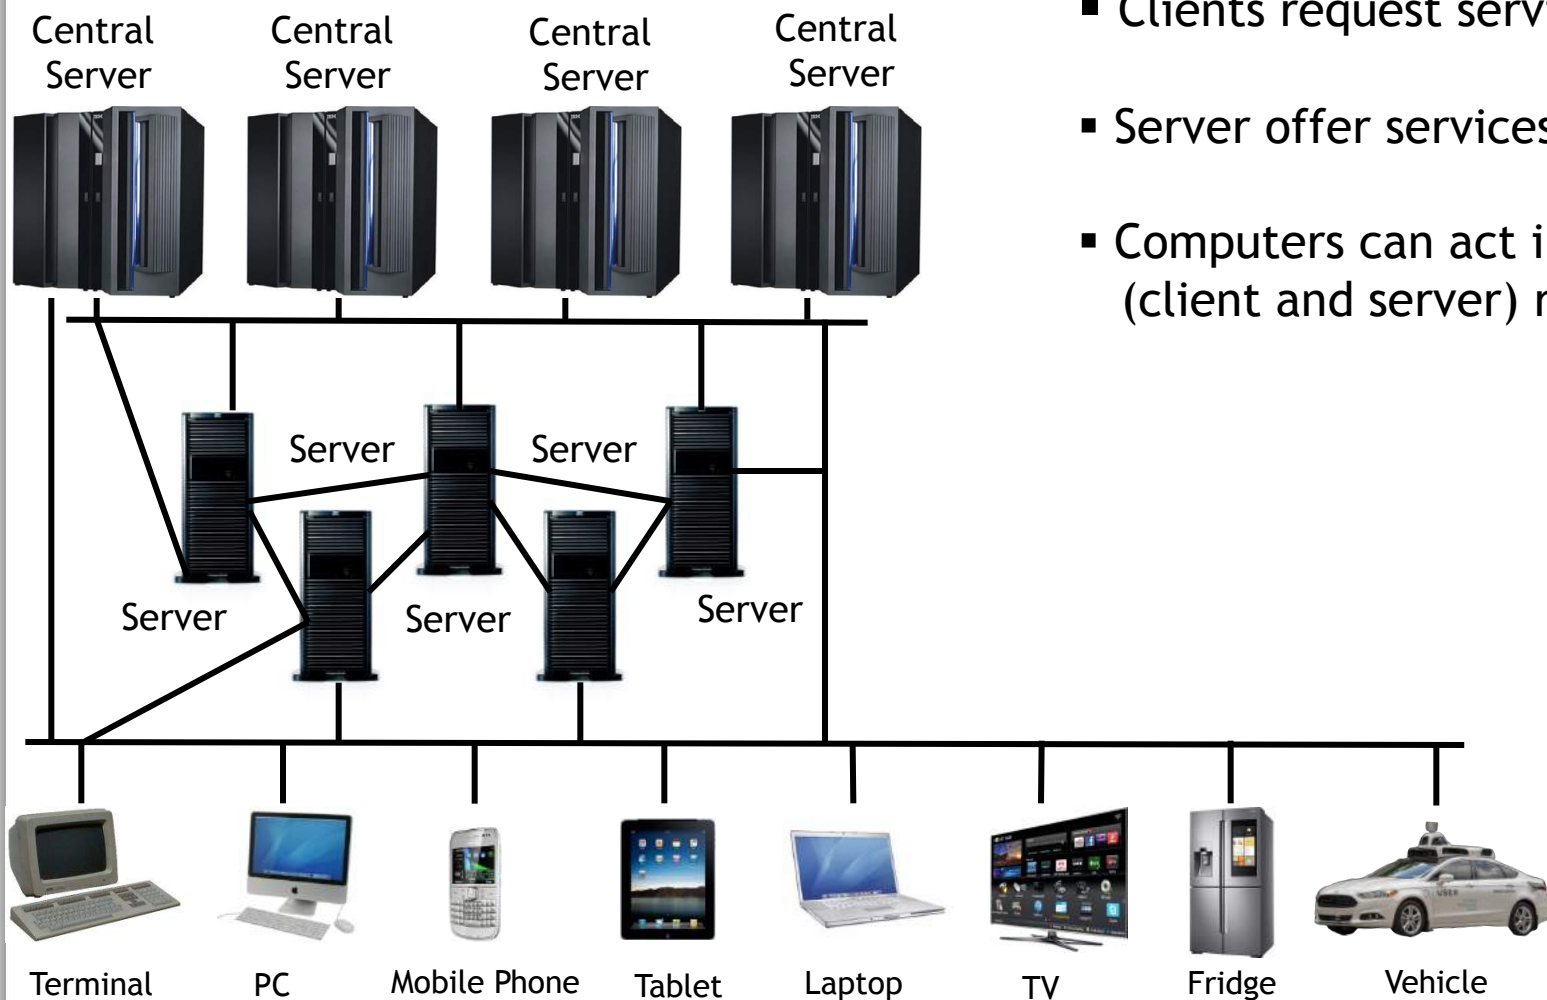 Central
Server
Central
Server
Central
Server
Central
Server
Clients request
Server offer services
Computers can act
(client and server)
Server
Server
Server
Server
Server
UBER
Terminal
PC
Mobile Phone
Tablet
Laptop
TV
Fridge
Vehicle